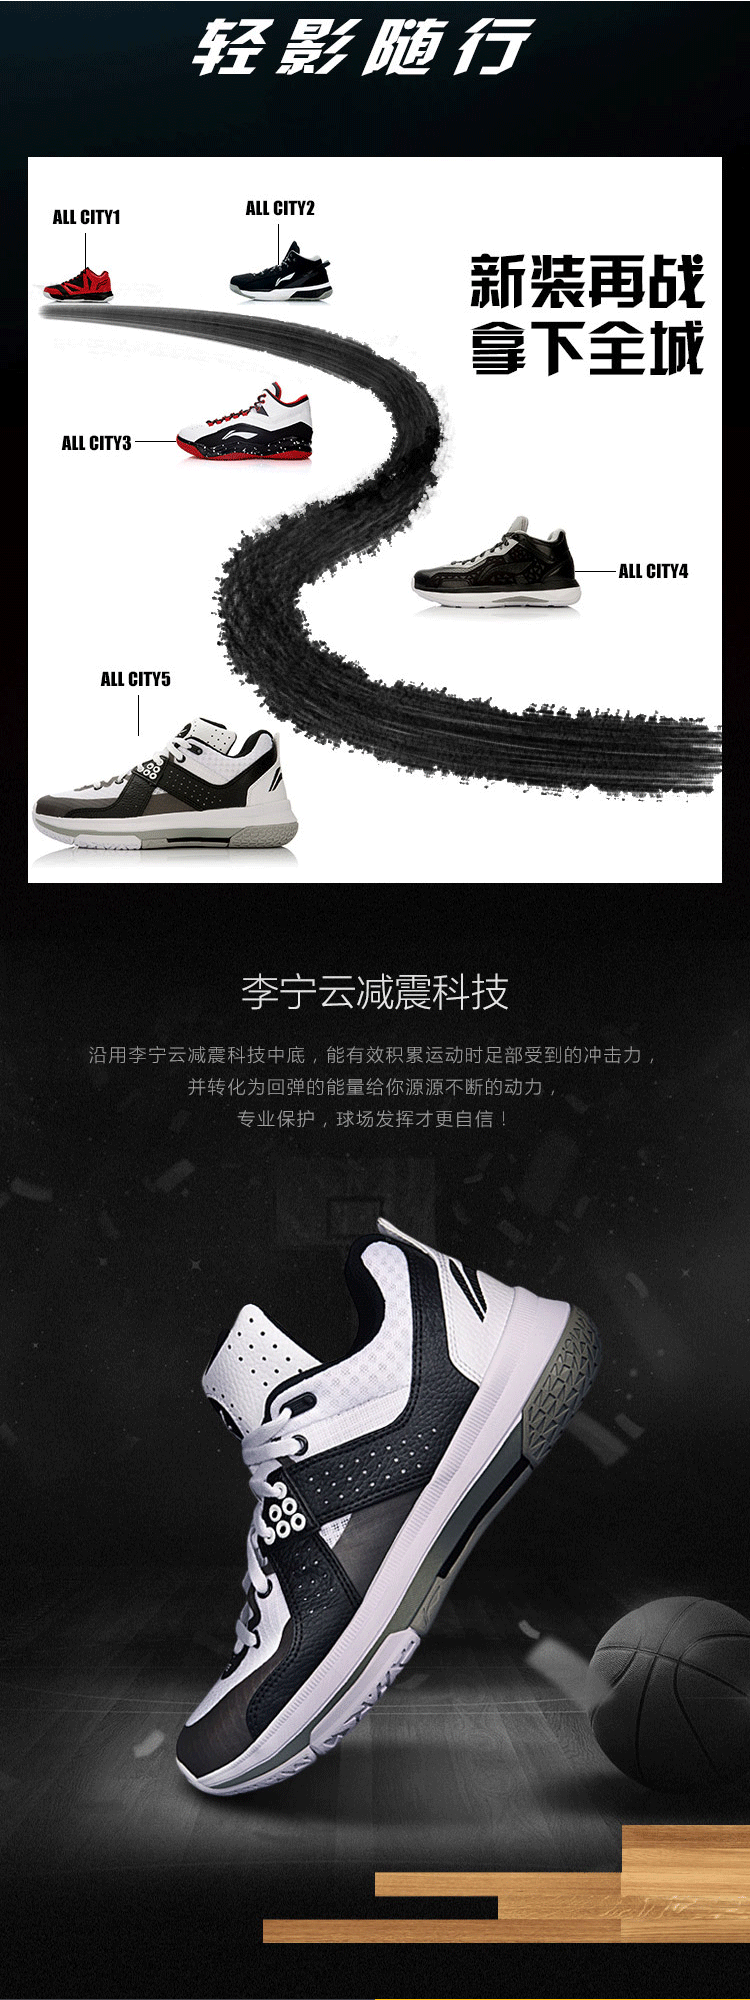 轻影随行
ALL CITY1
ALL CITY2
新装再战
拿下全城
ALL CITY3
ALL CITY4
ALL CITY5
李宁云减震科技
沿用李宁云减震科技中底，能有效积累运动时足部受到的冲击力，
并转化为回弹的能量给你源源不断的动力，
专业保护，球场发挥才更自信！